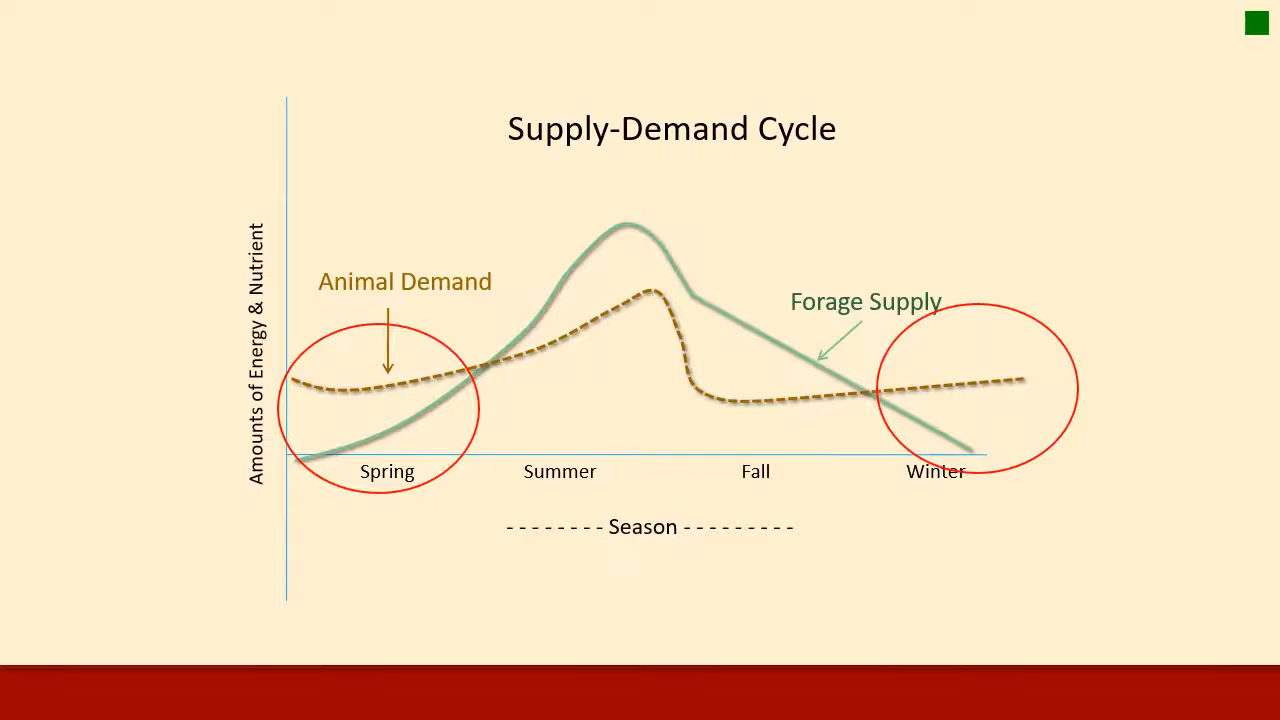 Supply-Demand Cycle
Amounts of Energy & Nutrient
Animal Demand
Forage Supply
Spring
Summer
Fall
Winter
- - - - - - - - Season - - - - - - - - -